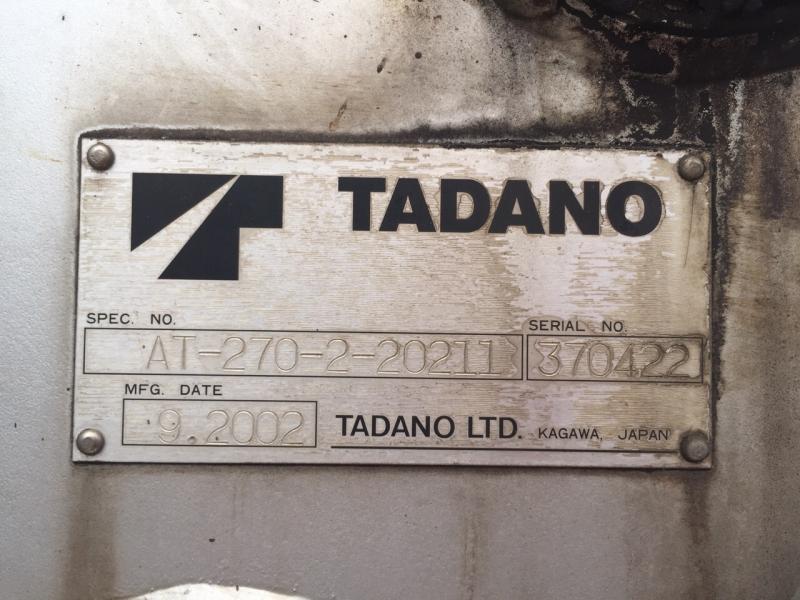 TADANO
SPEC. NO.
SERIAL NO.
AT-270-2-20211
370422
MFG. DATE
9.2002
TADANO LTD. KAGAWA, JAPAN